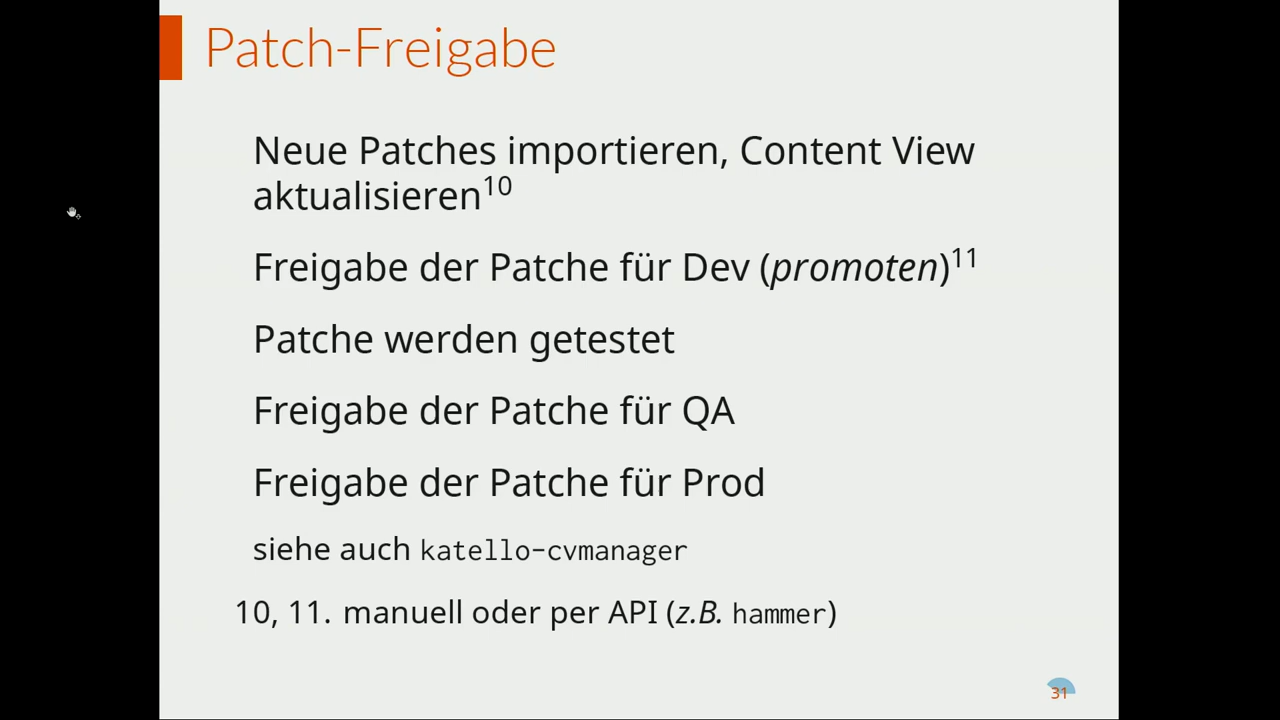 Patch-Freigabe
Neue Patches importieren, Content View
aktualisieren10
Freigabe der Patche für Dev (promoten)11
Patche werden getestet
Freigabe der Patche für QA
Freigabe der Patche für Prod
siehe auch katello-cvmanager
10, 11. manuell oder per API (z.B. hammer)
31